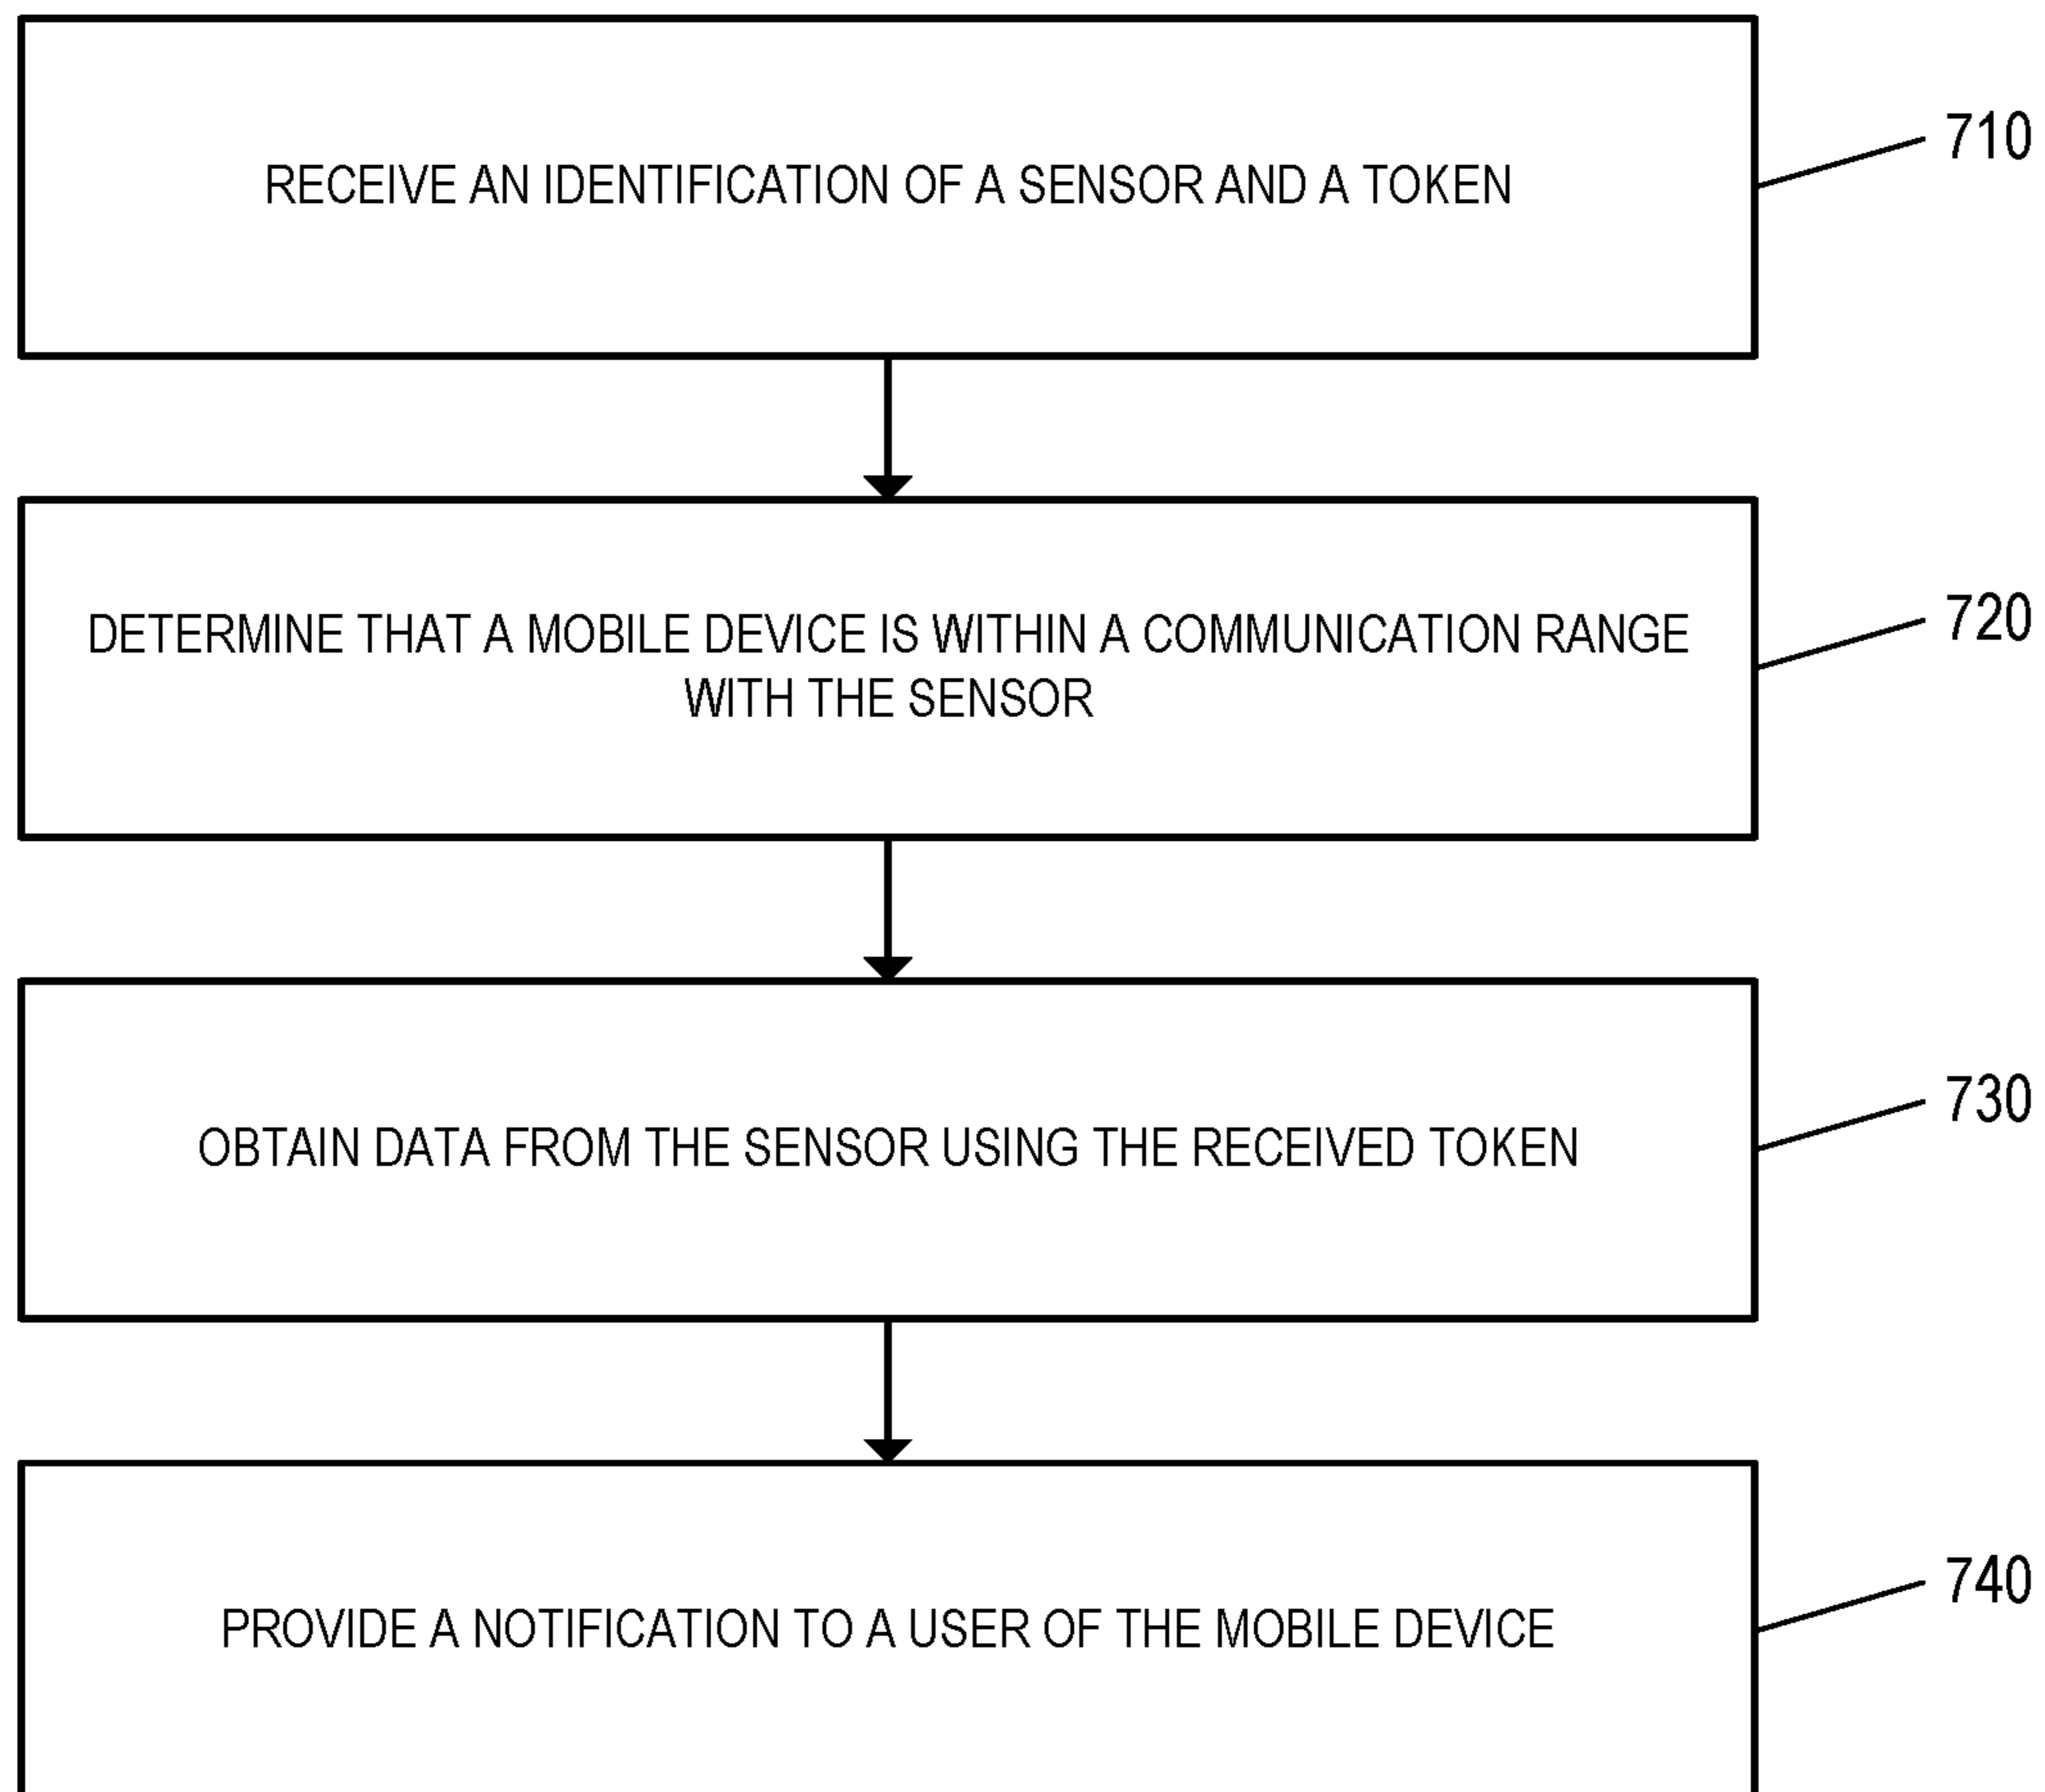 RECEIVE AN IDENTIFICATION OF A SENSOR AND A TOKEN
710
DETERMINE THAT A MOBILE DEVICE IS WITHIN A COMMUNICATION RANGE
WITH THE SENSOR
720
OBTAIN DATA FROM THE SENSOR USING THE RECEIVED TOKEN
730
PROVIDE A NOTIFICATION TO A USER OF THE MOBILE DEVICE
740